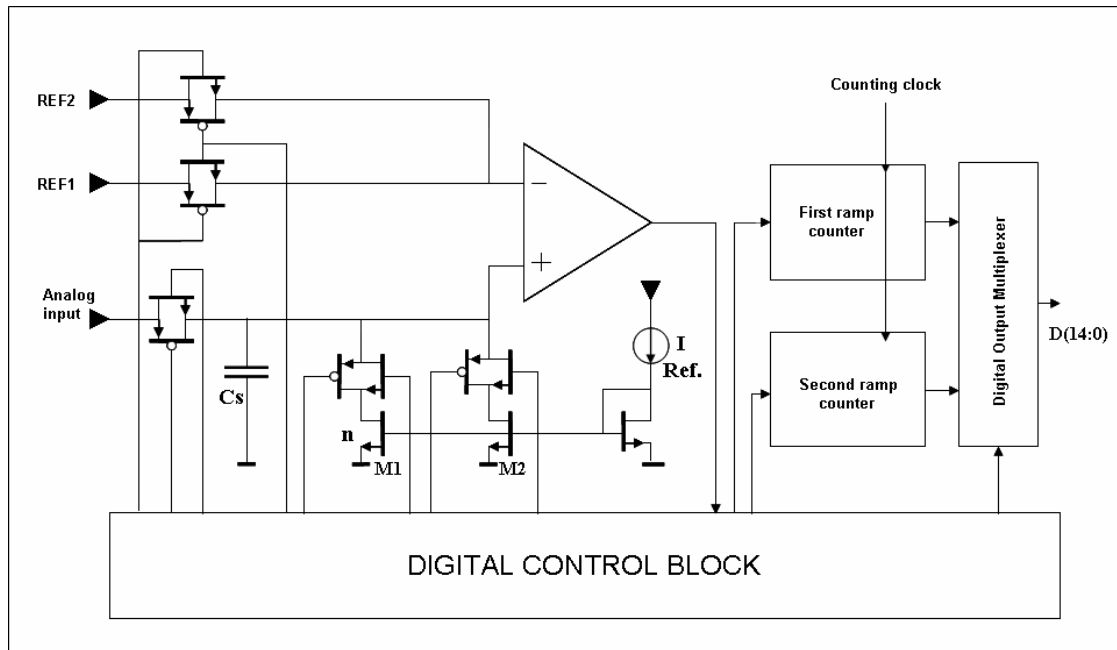 REF2
REF1
Analog
input
Cs
n
M1
M2
−
+
I
Ref.
Counting clock
First ramp
counter
Second ramp
counter
Digital Output Multiplexer
D(14:0)
DIGITAL CONTROL BLOCK